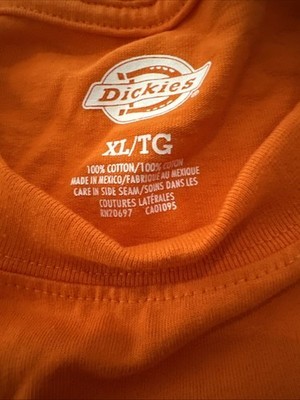 Dickies
XL/TG
100% COTTON/100% COTON
MADE IN MEXICO/FABRIQUÉ AU MEXIQUE
CARE IN SIDE SEAM/SOINS DANS LES
COUTURES LATÉRALES
RN20697 CA01095